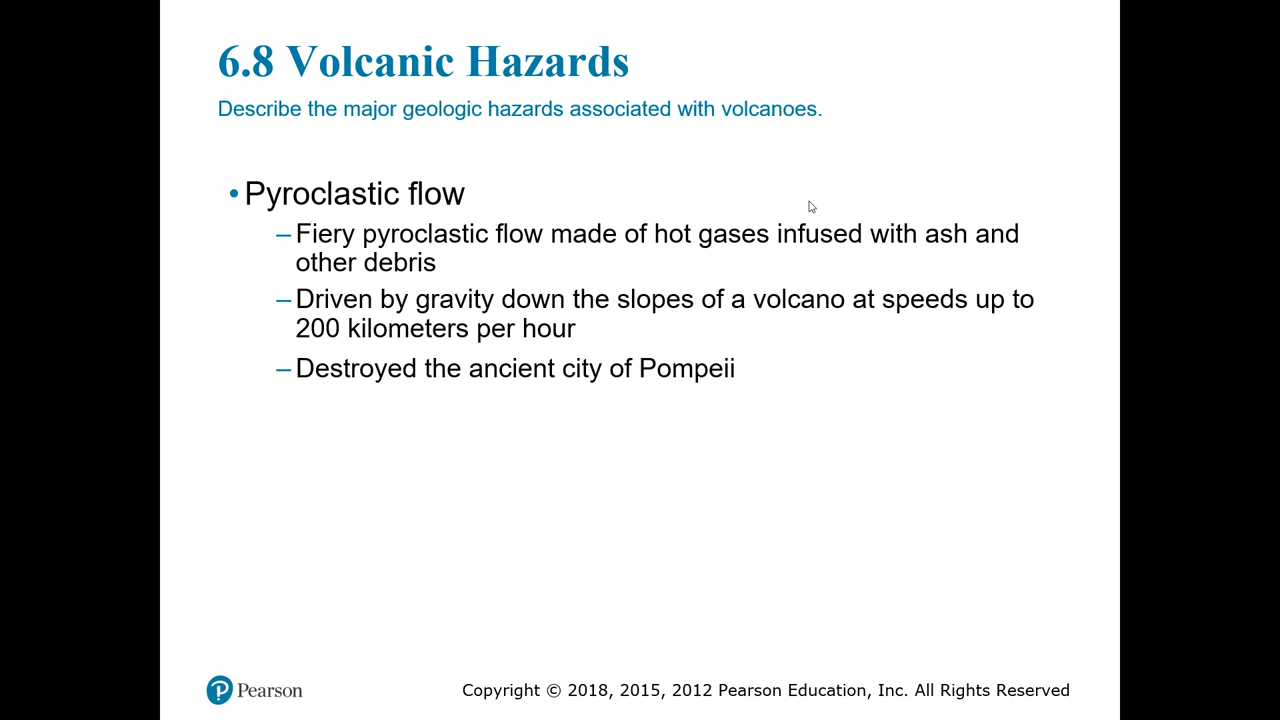 6.8 Volcanic Hazards
Describe the major geologic hazards associated with volcanoes.
• Pyroclastic flow
– Fiery pyroclastic flow made of hot gases infused with ash and
other debris
– Driven by gravity down the slopes of a volcano at speeds up to
200 kilometers per hour
– Destroyed the ancient city of Pompeii
P Pearson
Copyright © 2018, 2015, 2012 Pearson Education, Inc. All Rights Reserved